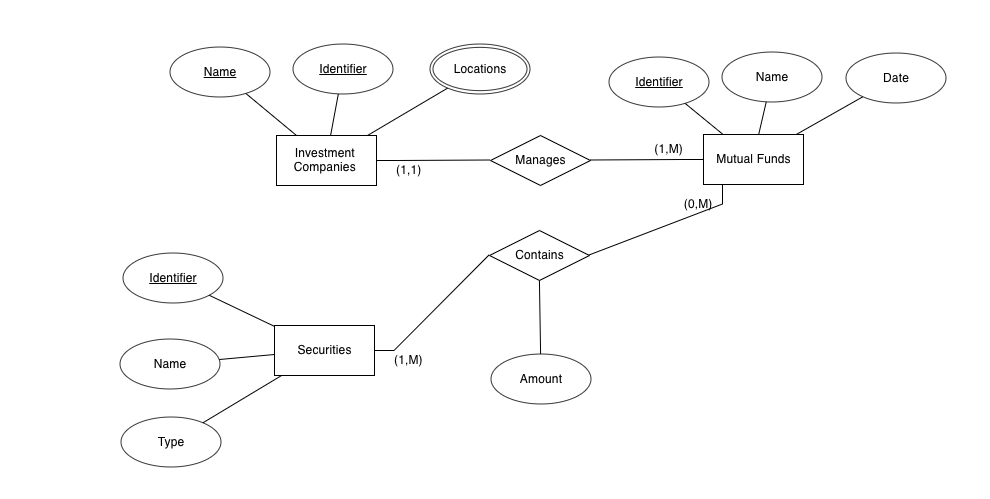 Name
Identifier
Locations
Identifier
Name
Date
Investment
Companies
(1,1)
Manages
(1,M)
Mutual Funds
(0,M)
Contains
Identifier
Securities
(1,M)
Name
Amount
Type